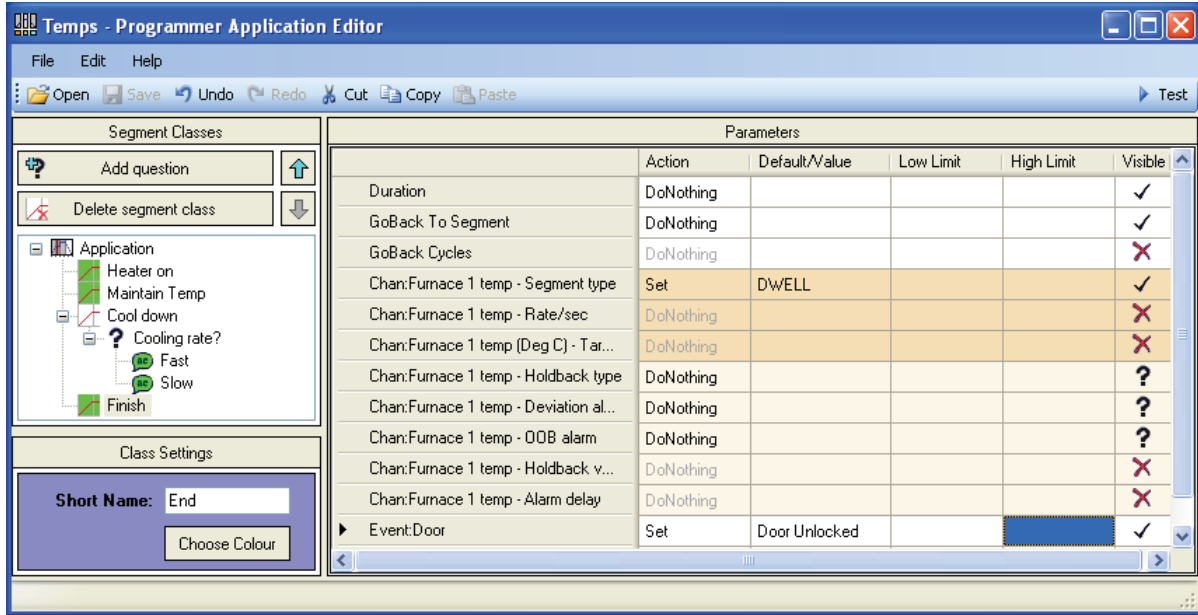 Temps - Programmer Application Editor
File Edit Help
Open Save Undo Redo Cut Copy Paste Test
Segment Classes
Add question
Delete segment class
Application
Heater on
Maintain Temp
Cool down
? Cooling rate?
Fast
Slow
Finish
Class Settings
Short Name: End
Choose Colour
Parameters
Action Default/Value Low Limit High Limit Visible
Duration DoNothing
GoBack To Segment DoNothing
GoBack Cycles DoNothing
Chan:Furnace 1 temp - Segment type Set DWELL
Chan:Furnace 1 temp - Rate/sec DoNothing
Chan:Furnace 1 temp (Deg C) - Tar... DoNothing
Chan:Furnace 1 temp - Holdback type DoNothing ?
Chan:Furnace 1 temp - Deviation al... DoNothing ?
Chan:Furnace 1 temp - OOB alarm DoNothing ?
Chan:Furnace 1 temp - Holdback v... DoNothing
Chan:Furnace 1 temp - Alarm delay DoNothing
Event:Door Set Door Unlocked